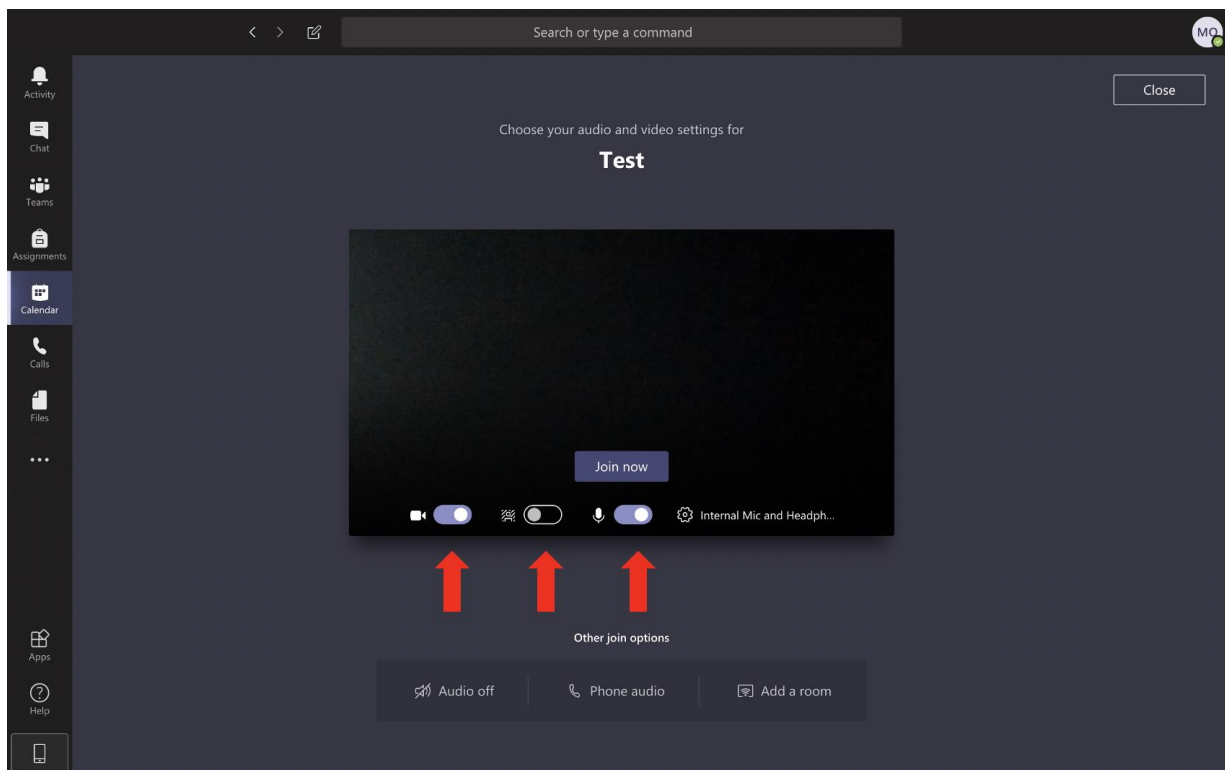 Search or type a command
MO
Activity
Chat
Teams
Assignments
Calendar
Calls
Files
Apps
Help
Close
Choose your audio and video settings for
Test
Join now
Internal Mic and Headph...
Other join options
Audio off
Phone audio
Add a room